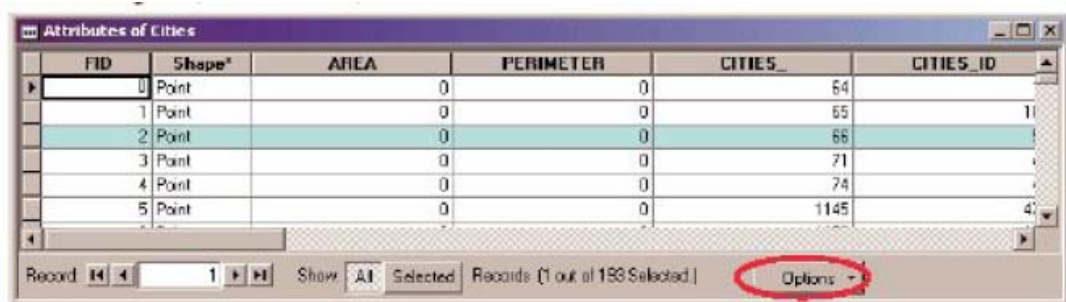 Attributes of Cities
FID Shape* AREA PERIMETER CITIES_ CITIES_ID
0 Point 0 0 64
1 Point 0 0 65
2 Point 0 0 66
3 Point 0 0 71
4 Point 0 0 74
5 Point 0 0 1145
Record: 1 Show: All Selected Records (1 out of 193 Selected.) Options